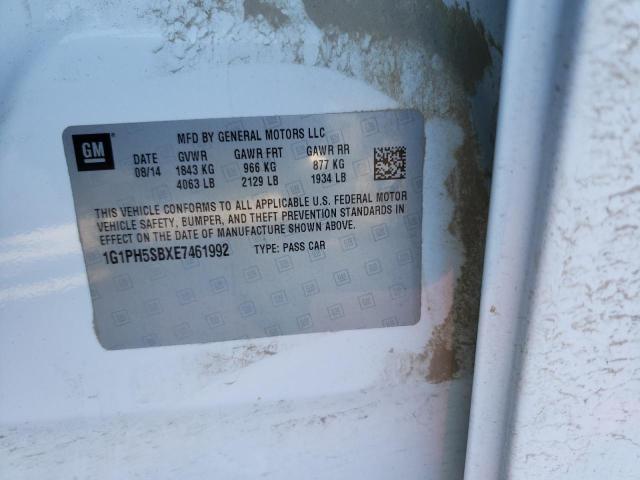 GM
MFD BY GENERAL MOTORS LLC
DATE GVWR GAWR FRT GAWR RR
08/14 1843 KG 966 KG 877 KG
4063 LB 2129 LB 1934 LB
THIS VEHICLE CONFORMS TO ALL APPLICABLE U.S. FEDERAL MOTOR
VEHICLE SAFETY, BUMPER, AND THEFT PREVENTION STANDARDS IN
EFFECT ON THE DATE OF MANUFACTURE SHOWN ABOVE.
1G1PH5SBXE7461992 TYPE: PASS CAR